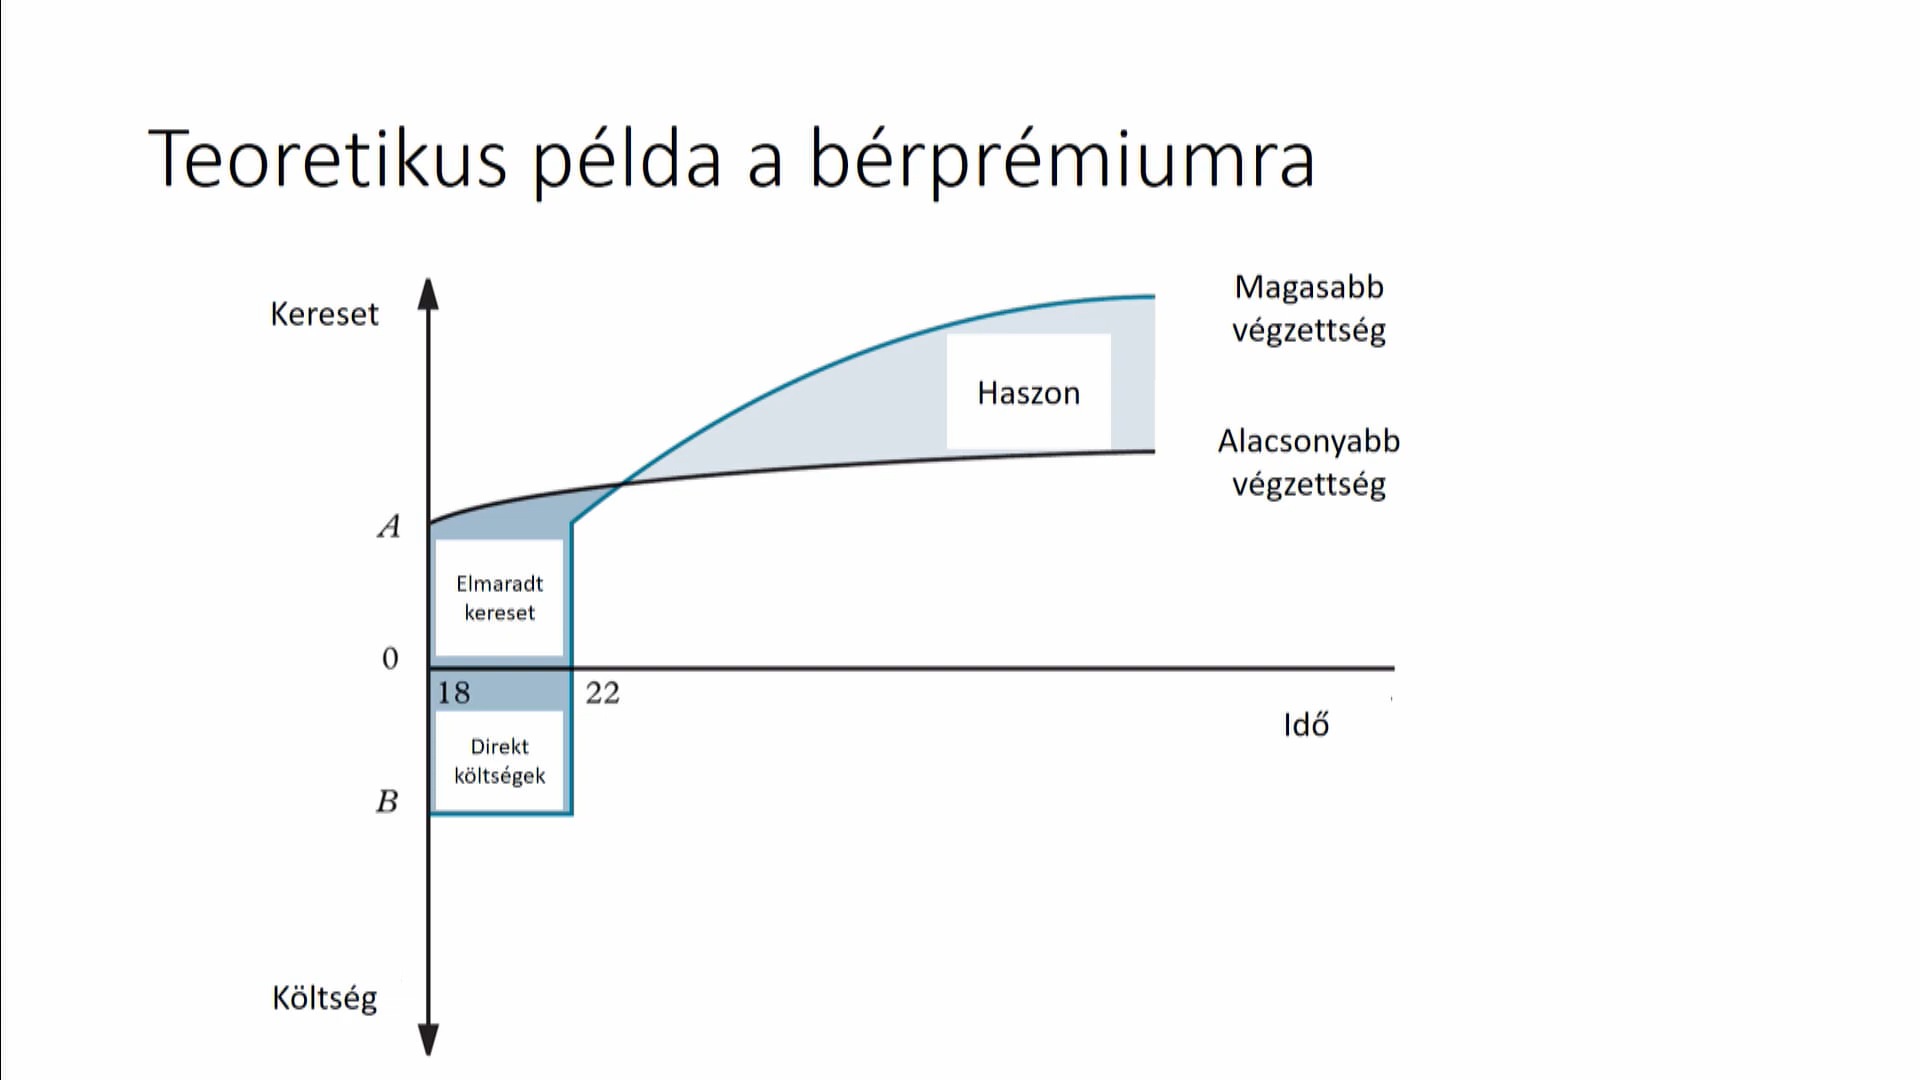 Teoretikus példa a bérprémiumra
Kereset
Magasabb
végzettség
Haszon
Alacsonyabb
végzettség
A
Elmaradt
kereset
0
18
22
Idő
Direkt
költségek
B
Költség